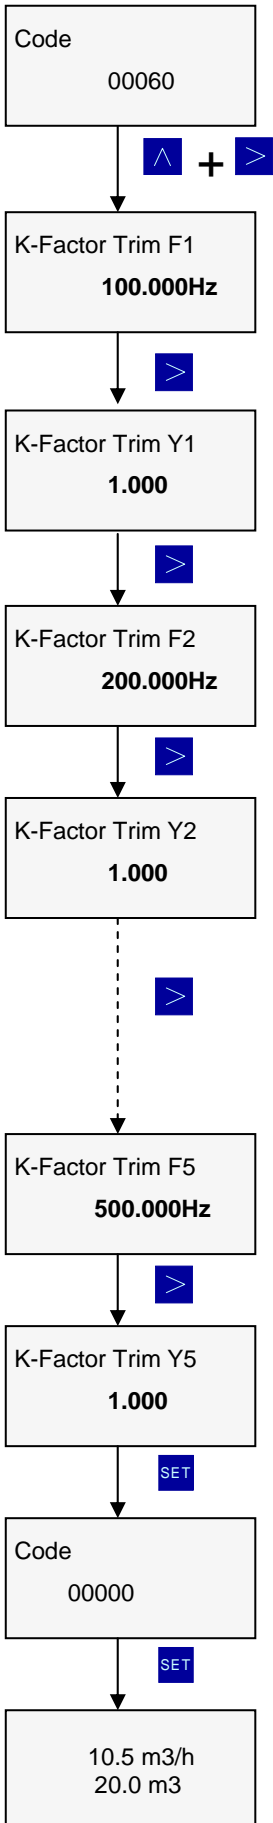 Code
00060
∧ + >
K-Factor Trim F1
100.000Hz
>
K-Factor Trim Y1
1.000
>
K-Factor Trim F2
200.000Hz
>
K-Factor Trim Y2
1.000
>
K-Factor Trim F5
500.000Hz
>
K-Factor Trim Y5
1.000
SET
Code
00000
SET
10.5 m3/h
20.0 m3